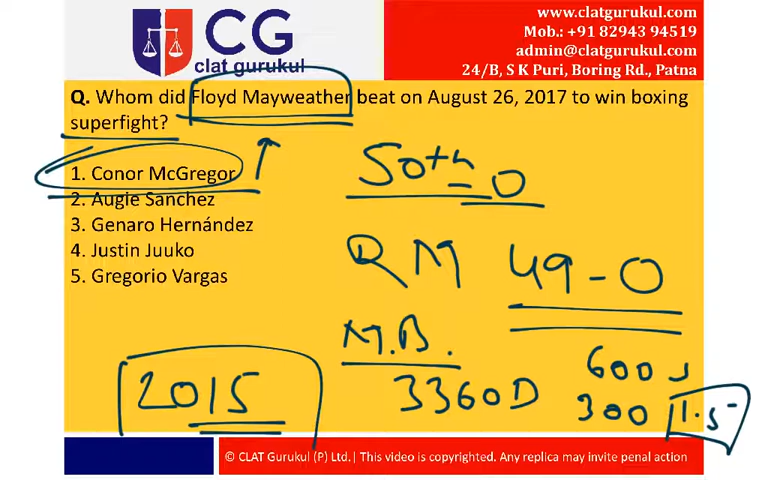 CG
clat gurukul
www.clatgurukul.com
Mob.: +91 82943 94519
admin@clatgurukul.com
24/B, S K Puri, Boring Rd., Patna
Q. Whom did Floyd Mayweather beat on August 26, 2017 to win boxing
superfight?
1. Conor McGregor
2. Augie Sanchez
3. Genaro Hernández
4. Justin Juuko
5. Gregorio Vargas
50th - 0
RM 49-0
M.B.
3360D
600
300 11.5
2015
© CLAT Gurukul (P) Ltd.| This video is copyrighted. Any replica may invite penal action